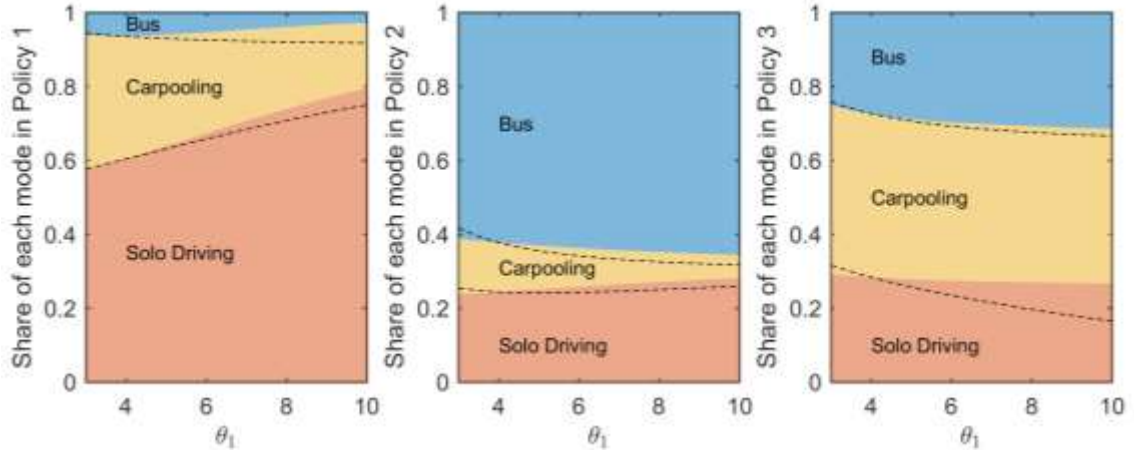 Share of each mode in Policy 1
1
0.8
0.6
0.4
0.2
0
Bus
Carpooling
Solo Driving
4 6 8 10
θ₁
Share of each mode in Policy 2
1
0.8
0.6
0.4
0.2
0
Bus
Carpooling
Solo Driving
4 6 8 10
θ₁
Share of each mode in Policy 3
1
0.8
0.6
0.4
0.2
0
Bus
Carpooling
Solo Driving
4 6 8 10
θ₁